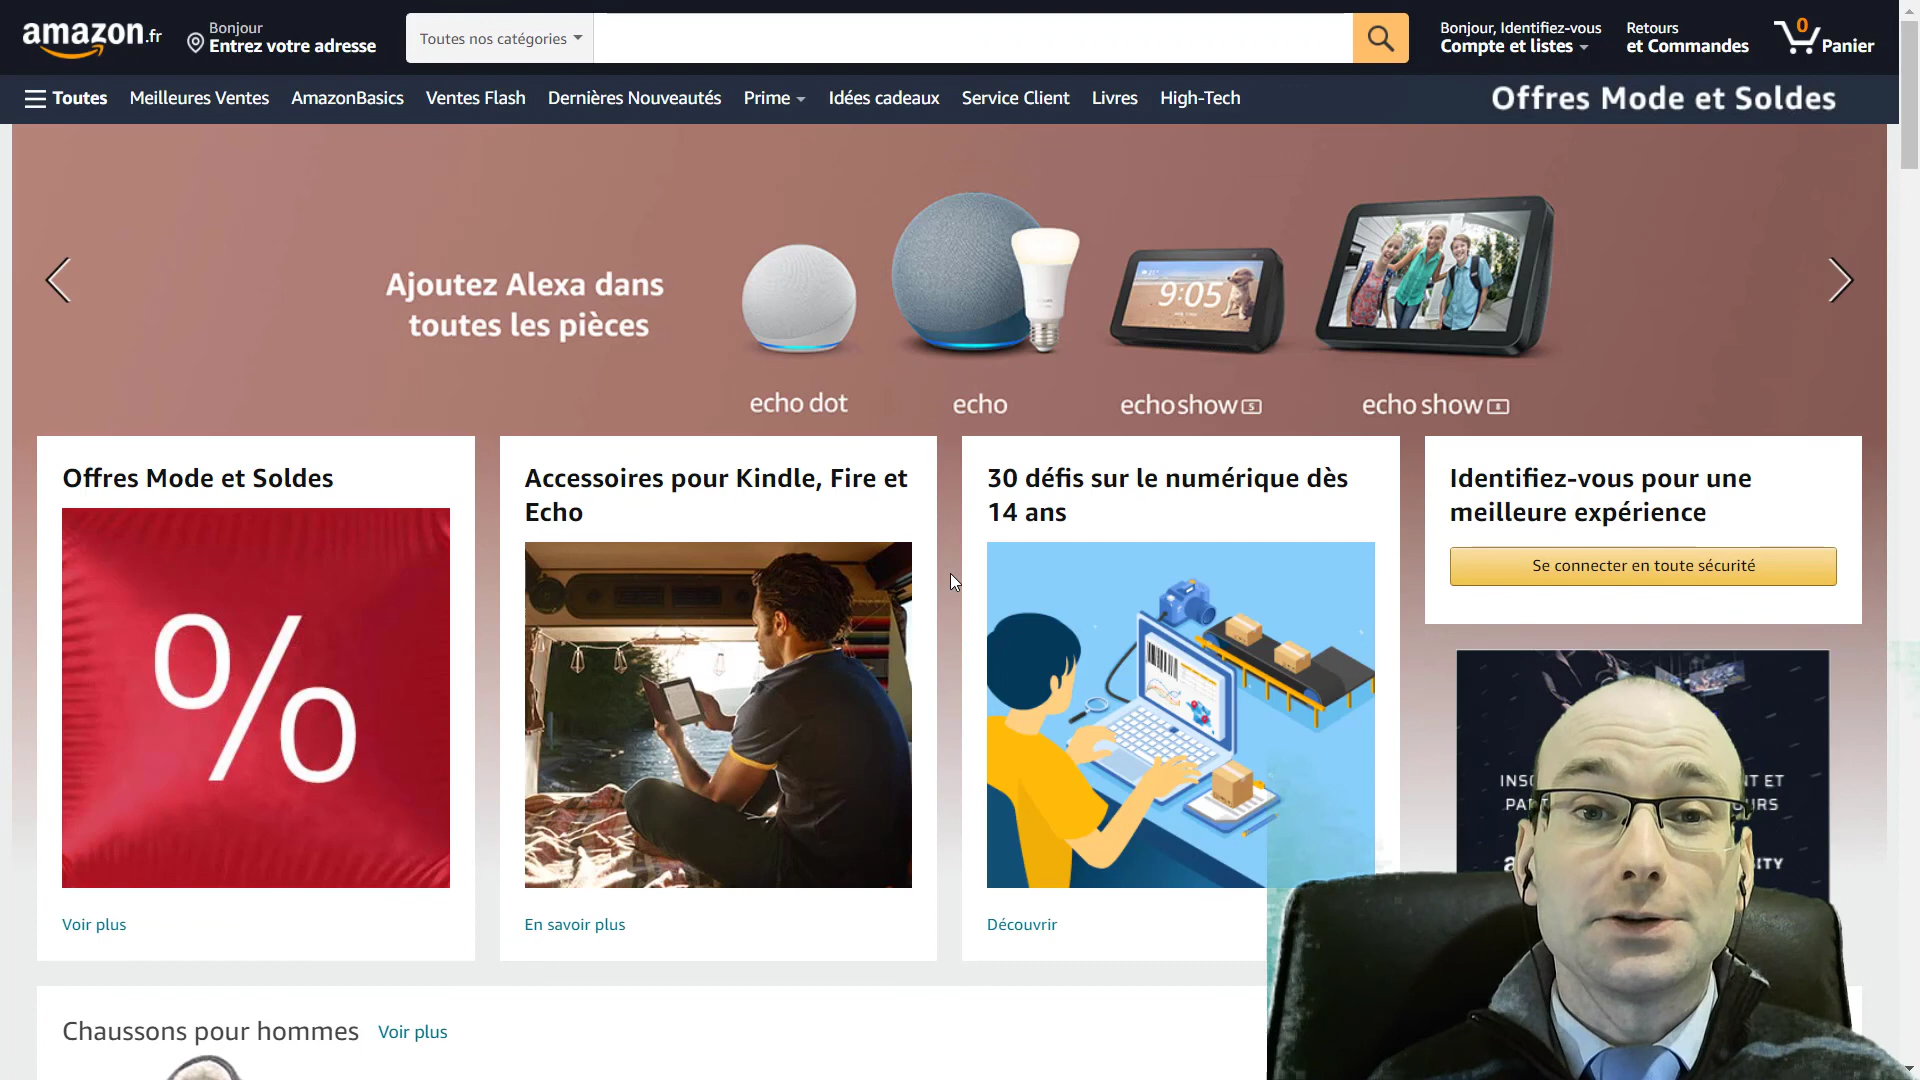 amazon.fr
Bonjour
Entrez votre adresse
Toutes nos catégories
Bonjour, Identifiez-vous
Compte et listes
Retours
et Commandes
0
Panier
Toutes
Meilleures Ventes
AmazonBasics
Ventes Flash
Dernières Nouveautés
Prime
Idées cadeaux
Service Client
Livres
High-Tech
Offres Mode et Soldes
Ajoutez Alexa dans
toutes les pièces
9:05
echo dot
echo
echo show 5
echo show 8
Offres Mode et Soldes
%
Voir plus
Accessoires pour Kindle, Fire et
Echo
En savoir plus
30 défis sur le numérique dès
14 ans
Découvrir
Identifiez-vous pour une
meilleure expérience
Se connecter en toute sécurité
Chaussons pour hommes
Voir plus